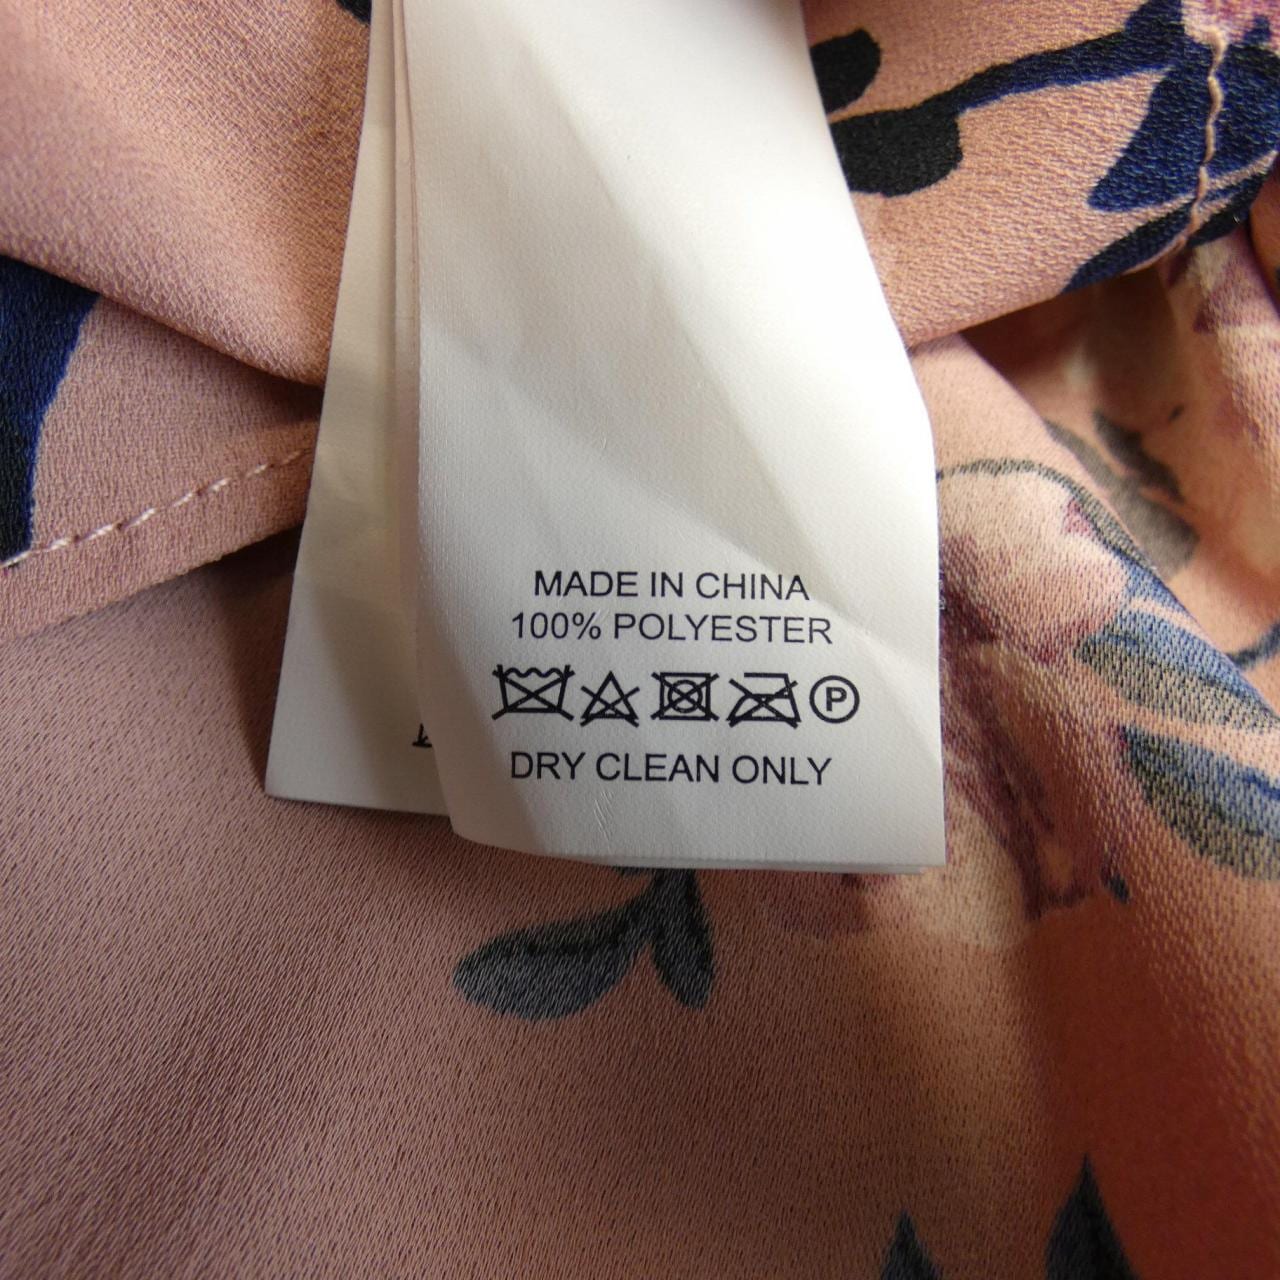 MADE IN CHINA
100% POLYESTER
P
DRY CLEAN ONLY